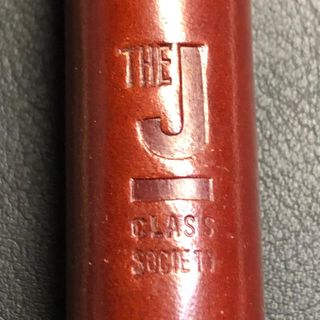 THE J
CLASS
SOCIETY